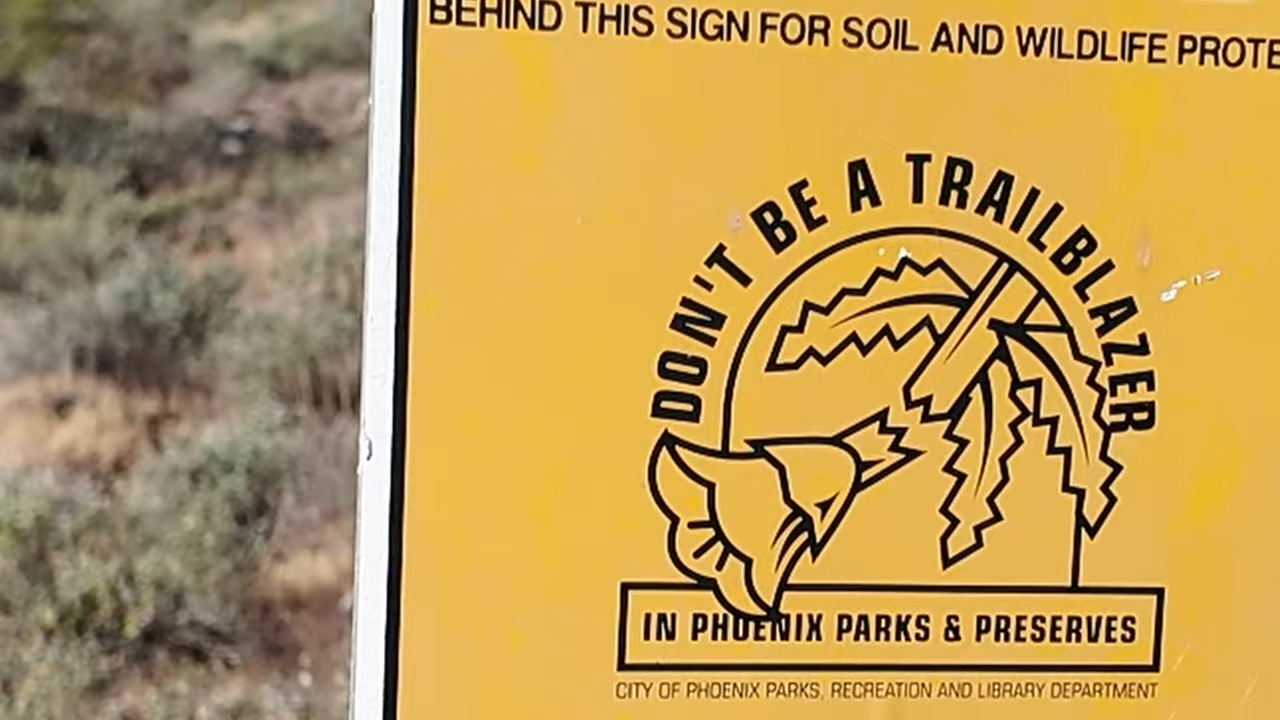 BEHIND THIS SIGN FOR SOIL AND WILDLIFE PROTE
DON'T BE A TRAILBLAZER
IN PHOENIX PARKS & PRESERVES
CITY OF PHOENIX PARKS, RECREATION AND LIBRARY DEPARTMENT